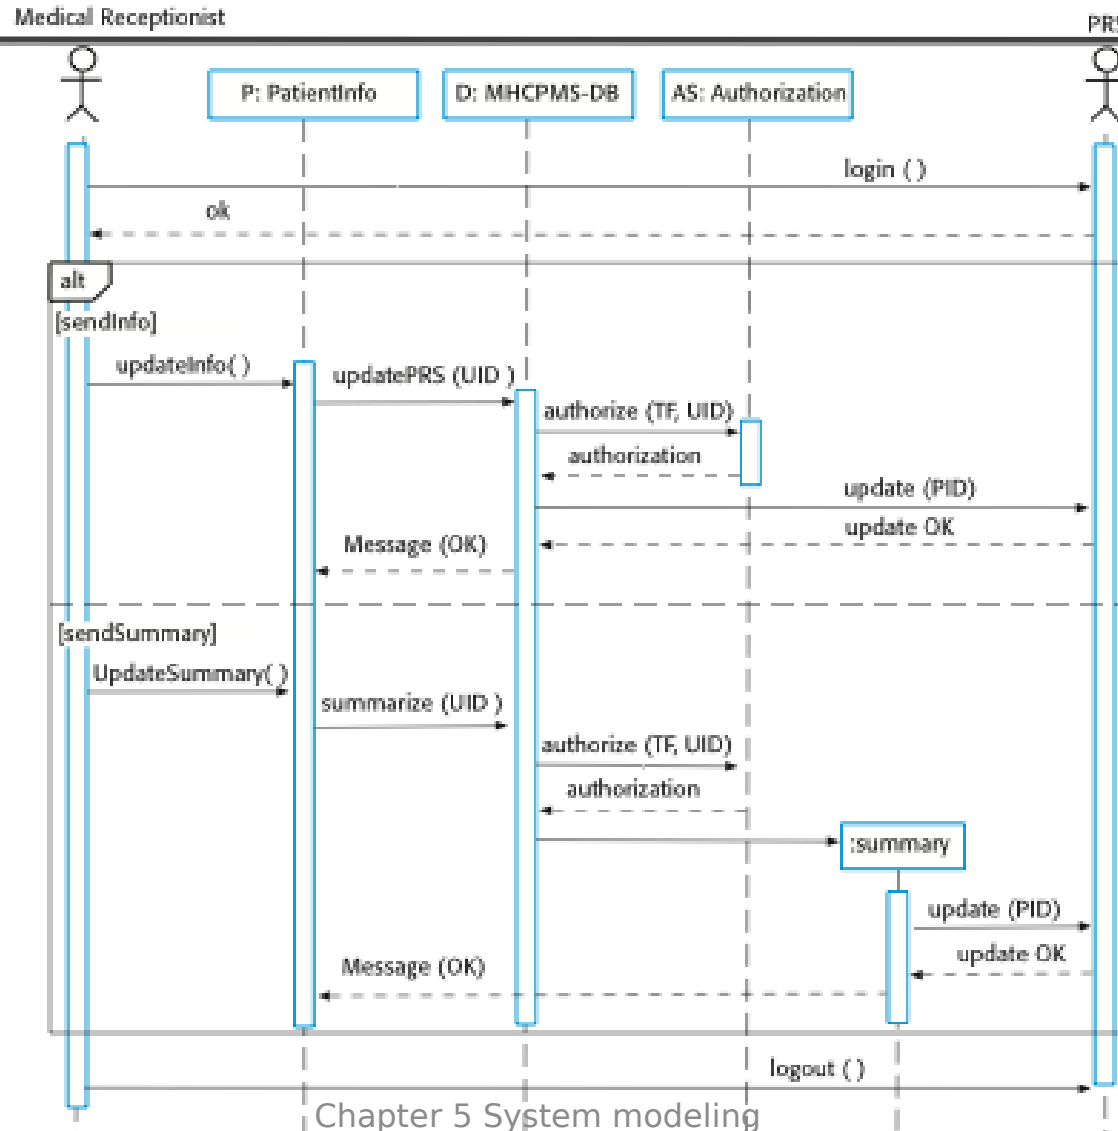 Medical Receptionist
PRS
P: PatientInfo
D: MHCPMS-DB
AS: Authorization
login ( )
ok
alt
[sendInfo]
updateInfo( )
updatePRS (UID )
authorize (TF, UID)
authorization
update (PID)
update OK
Message (OK)
[sendSummary]
UpdateSummary( )
summarize (UID )
authorize (TF, UID)
authorization
:summary
update (PID)
update OK
Message (OK)
logout ( )
Chapter 5 System modeling